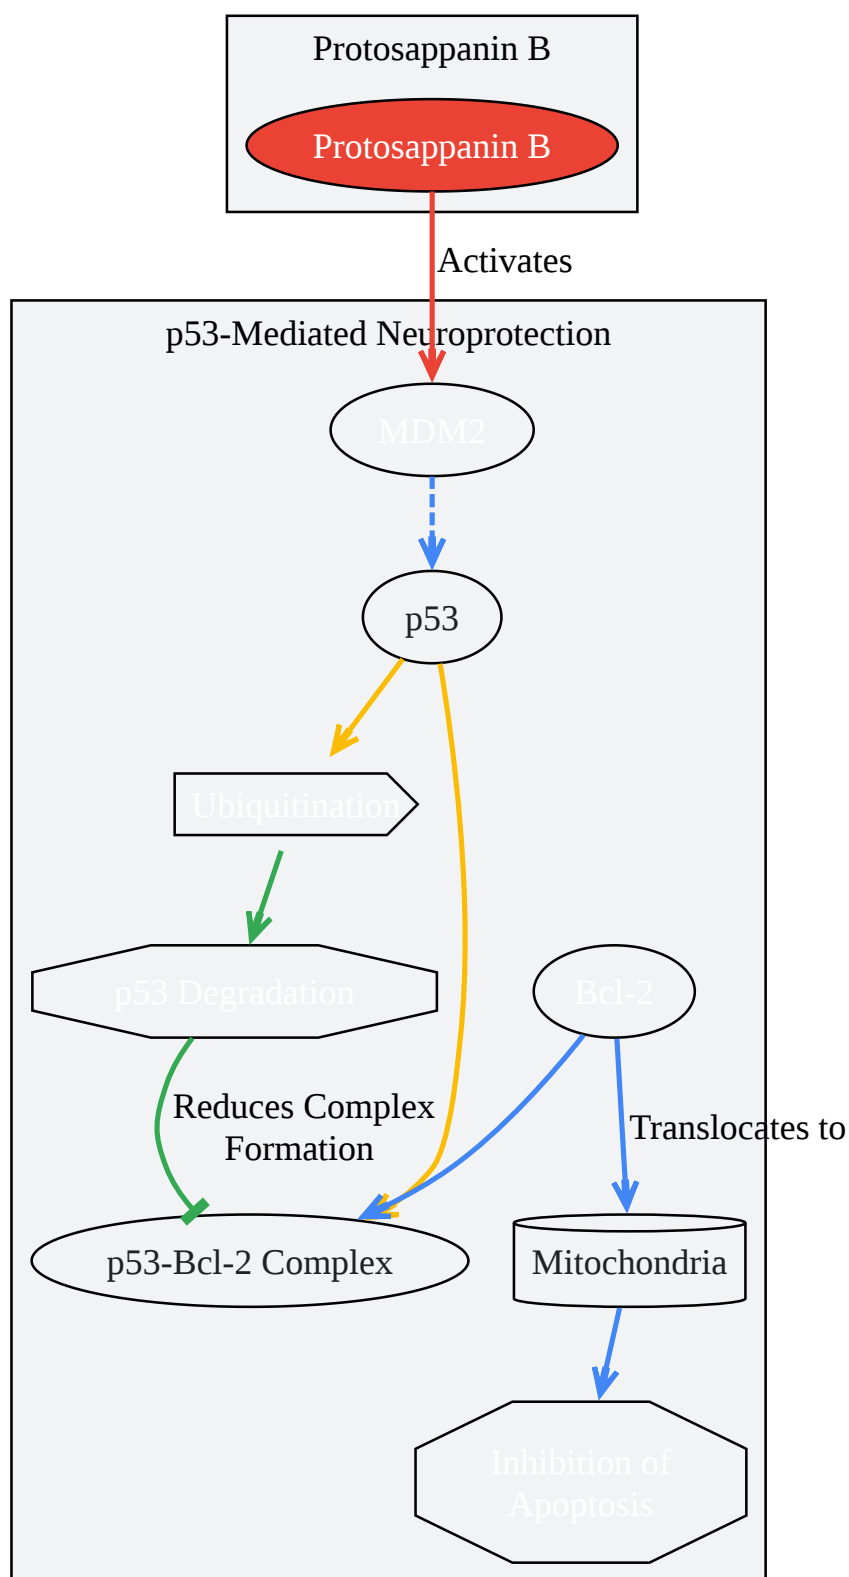 Protosappanin B
Protosappanin B
Activates
p53-Mediated Neuroprotection
MDM2
p53
Ubiquitination
p53 Degradation
Bcl-2
Reduces Complex
Formation
Translocates to
p53-Bcl-2 Complex
Mitochondria
Inhibition of
Apoptosis